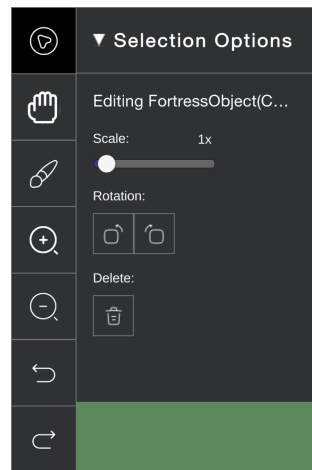 ▼ Selection Options
Editing FortressObject(C...
Scale: 1x
Rotation:
Delete: